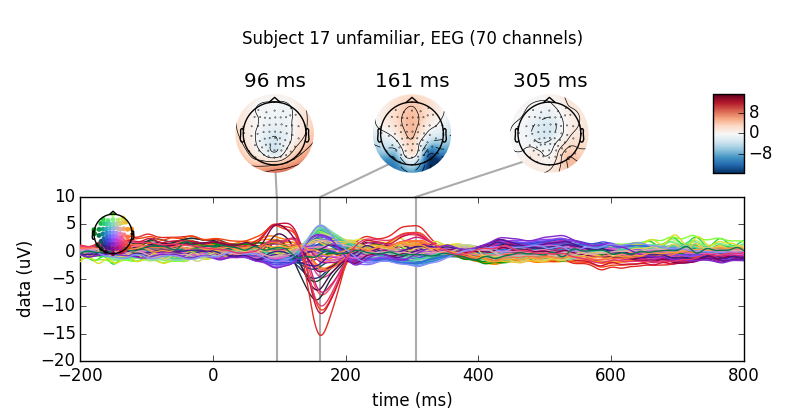 Subject 17 unfamiliar, EEG (70 channels)
96 ms 161 ms 305 ms
8
0
−8
10
5
0
−5
−10
−15
−20
data (uV)
−200 0 200 400 600 800
time (ms)